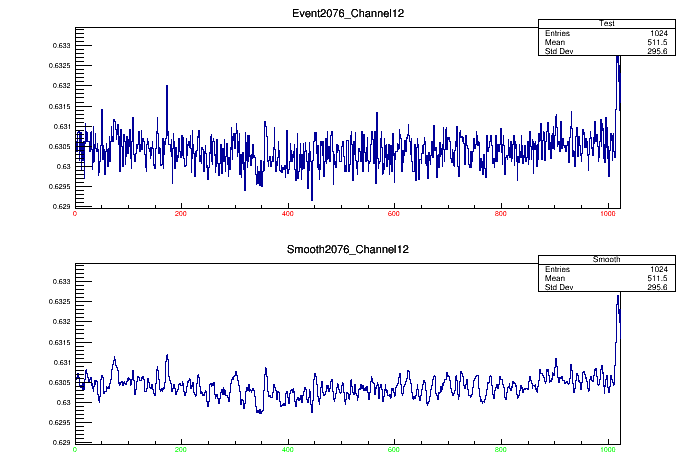 Event2076_Channel12
Test
Entries 1024
Mean 511.5
Std Dev 295.6
0.633
0.6325
0.632
0.6315
0.631
0.6305
0.63
0.6295
0.629
0 200 400 600 800 1000
Smooth2076_Channel12
Smooth
Entries 1024
Mean 511.5
Std Dev 295.6
0.633
0.6325
0.632
0.6315
0.631
0.6305
0.63
0.6295
0.629
0 200 400 600 800 1000